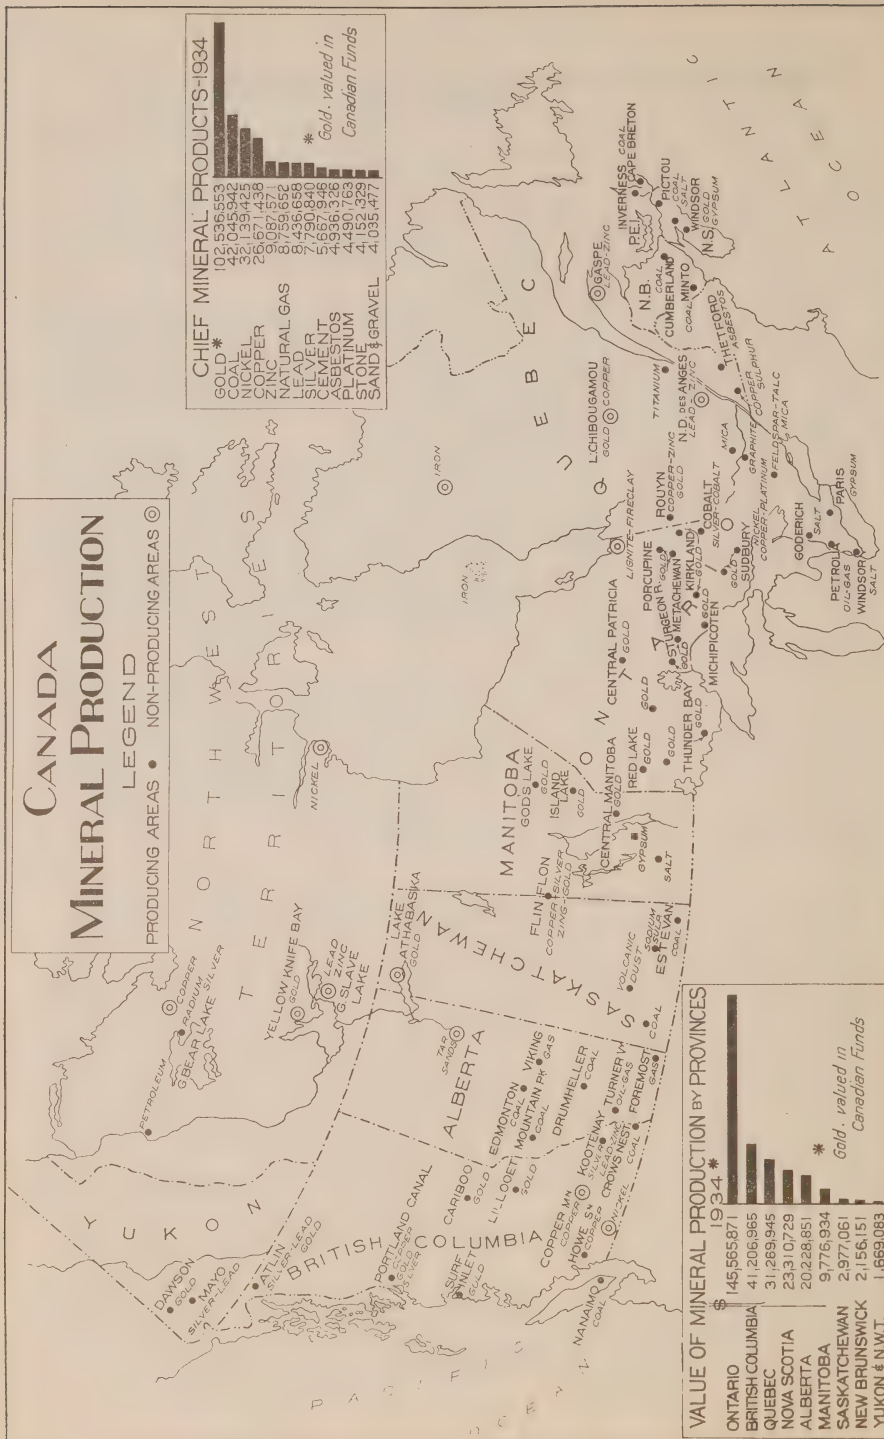 CANADA
MINERAL PRODUCTION
LEGEND
PRODUCING AREAS ● NON-PRODUCING AREAS ◎
CHIEF MINERAL PRODUCTS-1934
GOLD * 102,536,553
COAL 42,045,942
NICKEL 32,139,425
COPPER 26,671,438
ZINC 9,087,571
NATURAL GAS 8,759,652
LEAD 8,436,658
SILVER 7,790,840
CEMENT 5,667,946
ASBESTOS 4,936,326
PLATINUM 4,490,763
STONE 4,152,329
SAND & GRAVEL 4,035,477
* Gold. valued in
Canadian Funds
NORTH WEST
TERRITORIES
PETROLEUM
COPPER
RADIUM
G.BEAR LAKE SILVER
YELLOW KNIFE BAY
GOLD
LEAD
ZINC
G. SLAVE
LAKE
NICKEL
YUKON
DAWSON
GOLD
MAYO
SILVER-LEAD
ATLIN
SILVER-LEAD
GOLD
BRITISH COLUMBIA
PORTLAND CANAL
COPPER
GOLD
SILVER
SURF
INLET
GOLD
CARIBOO
GOLD
LILLOOET
GOLD
COPPER MN
COPPER
HOWE SN
COPPER
NICKEL
NANAIMO
COAL
KOOTENAY
SILVER
LEAD-ZINC
CROWS NEST
COAL
ALBERTA
TAR
SANDS
EDMONTON
COAL
VIKING
GAS
MOUNTAIN PK
COAL
DRUMHELLER
COAL
TURNER V
OIL-GAS
FOREMOST
GAS
SASKATCHEWAN
LAKE
ATHABASKA
GOLD
VOLCANIC
DUST
SODIUM
ESTEVAN
COAL
COAL
MANITOBA
GODS LAKE
GOLD
ISLAND
LAKE
GOLD
FLIN FLON
COPPER-SILVER
ZINC-GOLD
CENTRAL MANITOBA
GOLD
GYPSUM
SALT
ONTARIO
RED LAKE
GOLD
GOLD
GOLD
CENTRAL PATRICIA
GOLD
THUNDER BAY
GOLD
STURGEON R.
GOLD
PORCUPINE
GOLD
METACHEWAN
KIRKLAND
GOLD
MICHIPICOTEN
GOLD
COBALT
SILVER-COBALT
GOLD
SUDBURY
NICKEL
COPPER-PLATINUM
LIGNITE-FIRECLAY
GODERICH
SALT
PARIS
GYPSUM
PETROLIA
OIL-GAS
WINDSOR
SALT
FELDSPAR-TALC
MICA
GRAPHITE
MICA
QUEBEC
IRON
IRON
L.CHIBOUGAMOU
GOLD COPPER
ROUYN
COPPER-ZINC
GOLD
TITANIUM
N.D. DES ANGES
LEAD-ZINC
COPPER
SULPHUR
THETFORD
ASBESTOS
GASPE
LEAD-ZINC
N.B.
COAL
CUMBERLAND
MINTO
COAL
P.E.I.
INVERNESS COAL
CAPE BRETON
PICTOU
COAL
SALT
WINDSOR
GOLD
GYPSUM
N.S.
PACIFIC
OCEAN
ATLANTIC
OCEAN
VALUE OF MINERAL PRODUCTION BY PROVINCES
$ 1934 *
ONTARIO 145,565,871
BRITISH COLUMBIA 41,206,965
QUEBEC 31,269,945
NOVA SCOTIA 23,310,729
ALBERTA 20,228,851
MANITOBA 9,776,934
SASKATCHEWAN 2,977,061
NEW BRUNSWICK 2,156,151
YUKON & N.W.T. 1,669,083
* Gold. valued in
Canadian Funds